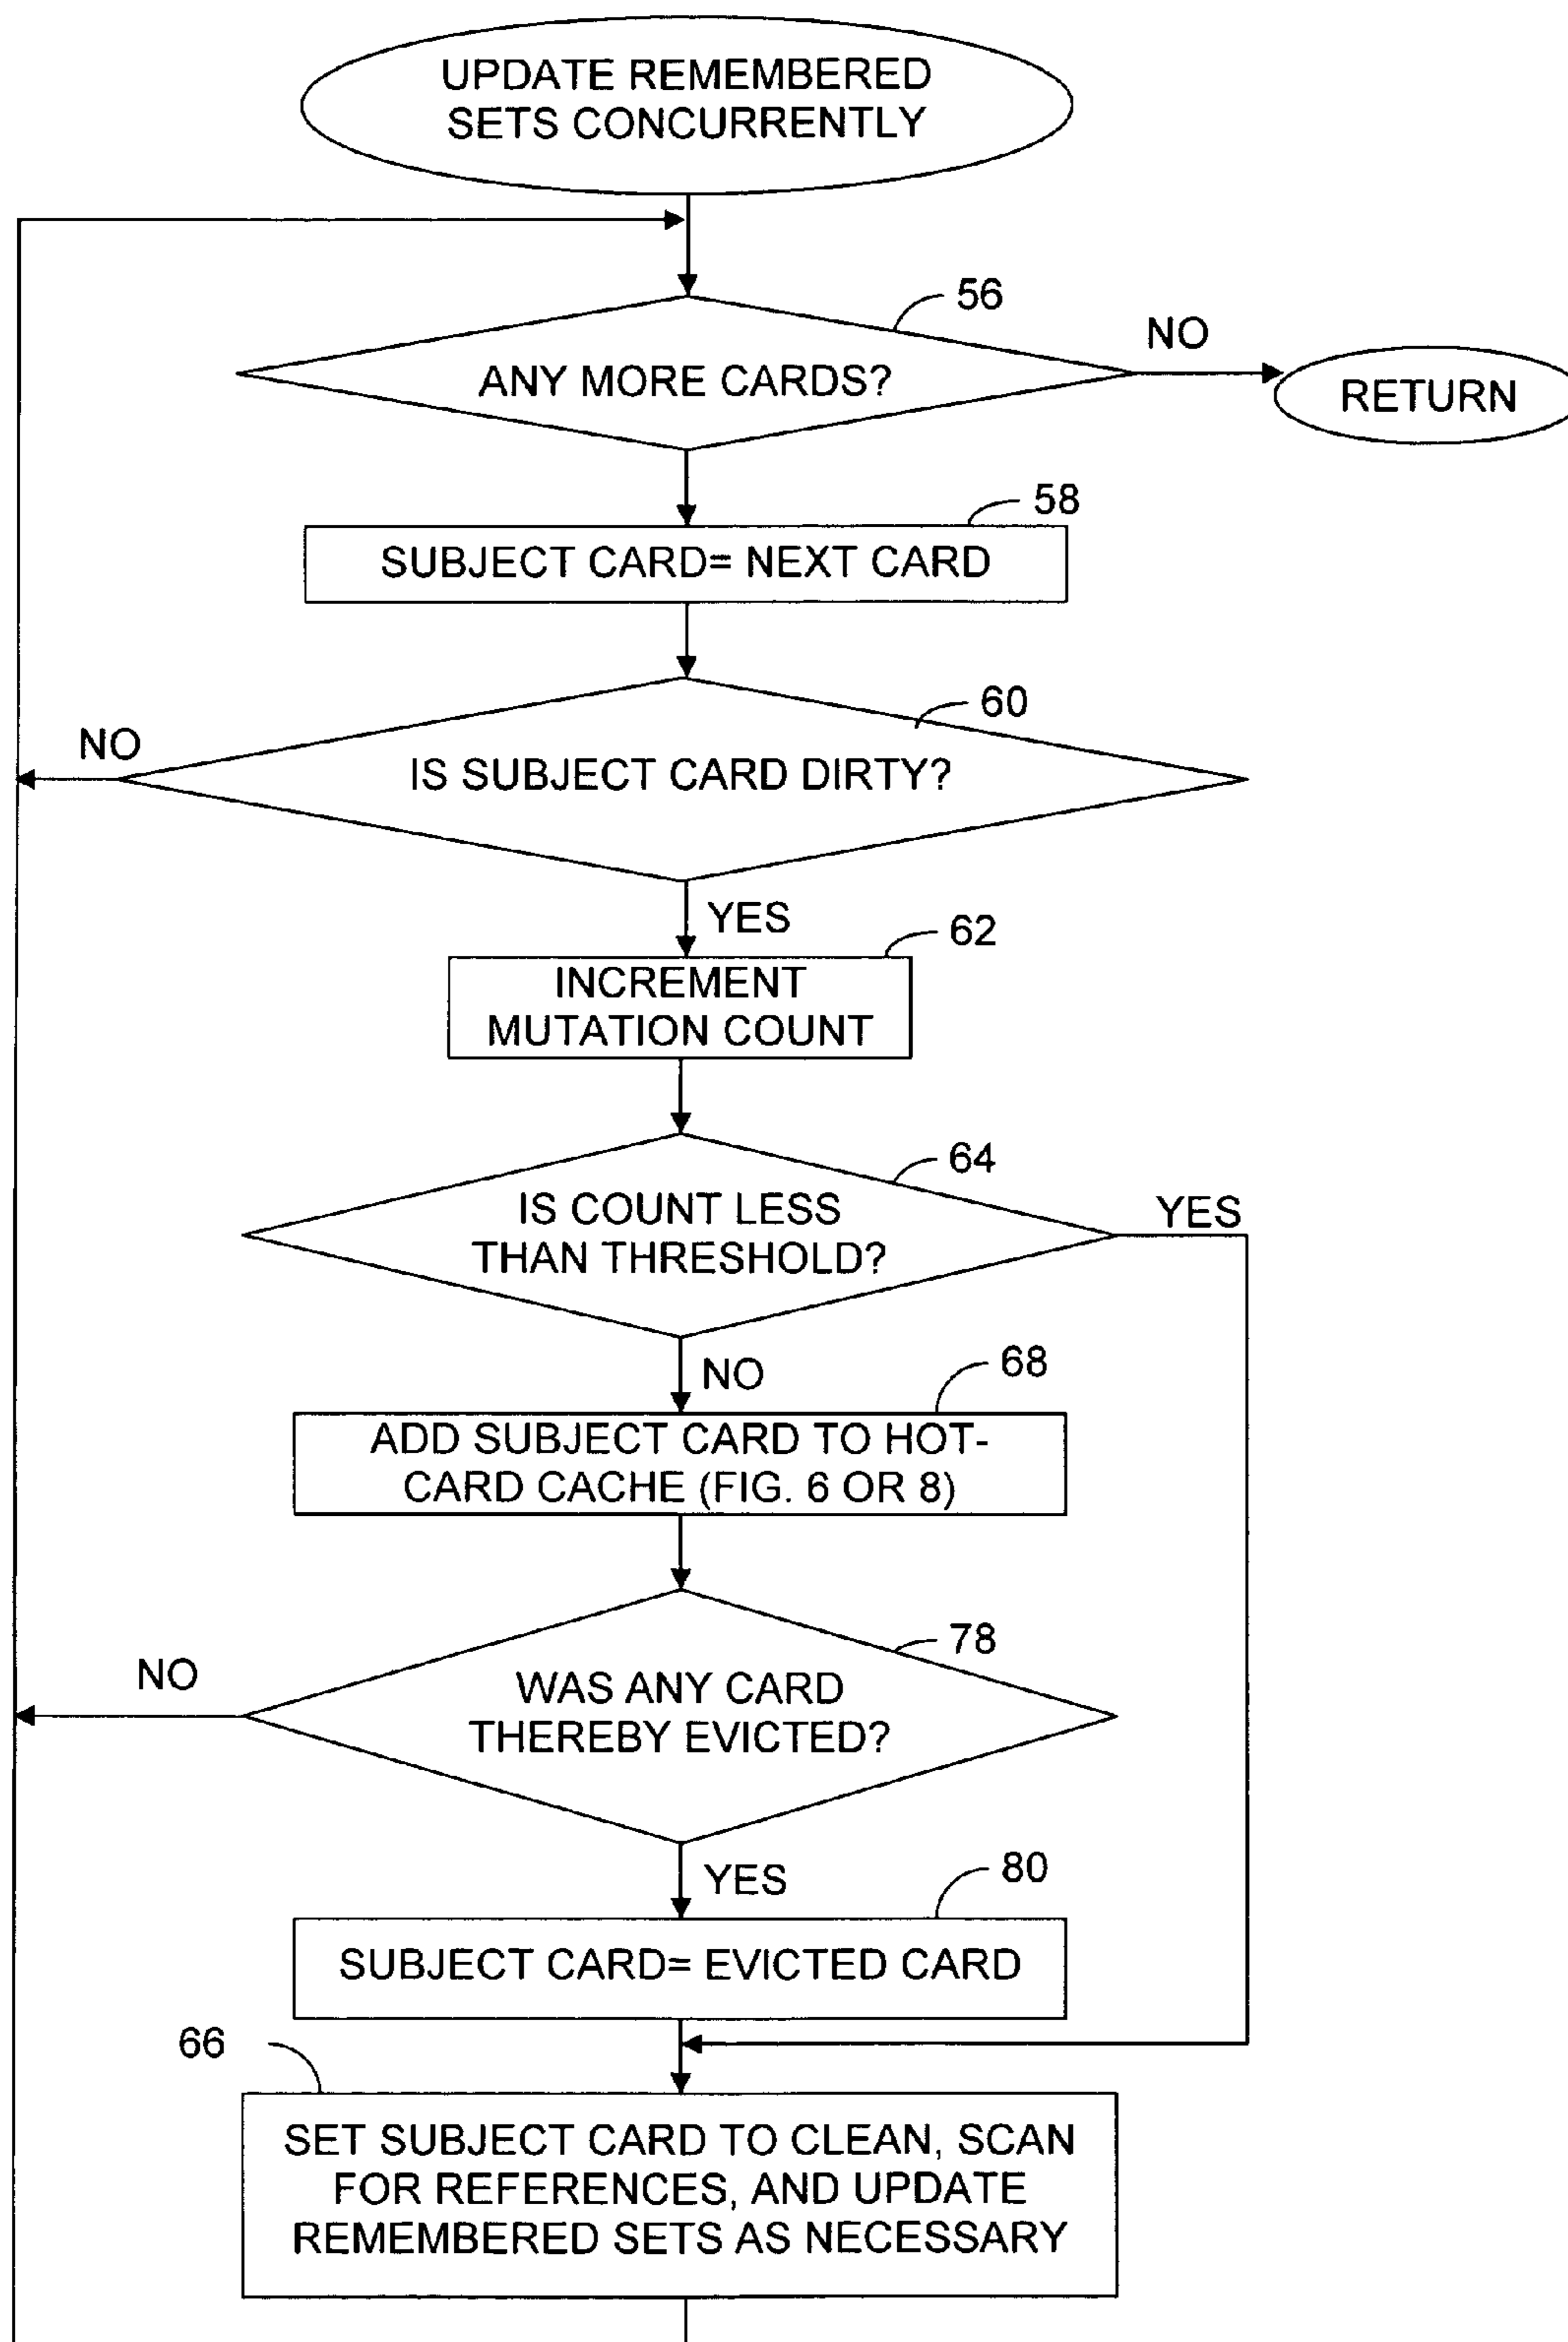 UPDATE REMEMBERED
SETS CONCURRENTLY
56
NO
ANY MORE CARDS?
RETURN
58
SUBJECT CARD= NEXT CARD
60
NO
IS SUBJECT CARD DIRTY?
YES
62
INCREMENT
MUTATION COUNT
64
IS COUNT LESS
THAN THRESHOLD?
YES
NO
68
ADD SUBJECT CARD TO HOT-
CARD CACHE (FIG. 6 OR 8)
78
NO
WAS ANY CARD
THEREBY EVICTED?
YES
80
SUBJECT CARD= EVICTED CARD
66
SET SUBJECT CARD TO CLEAN, SCAN
FOR REFERENCES, AND UPDATE
REMEMBERED SETS AS NECESSARY